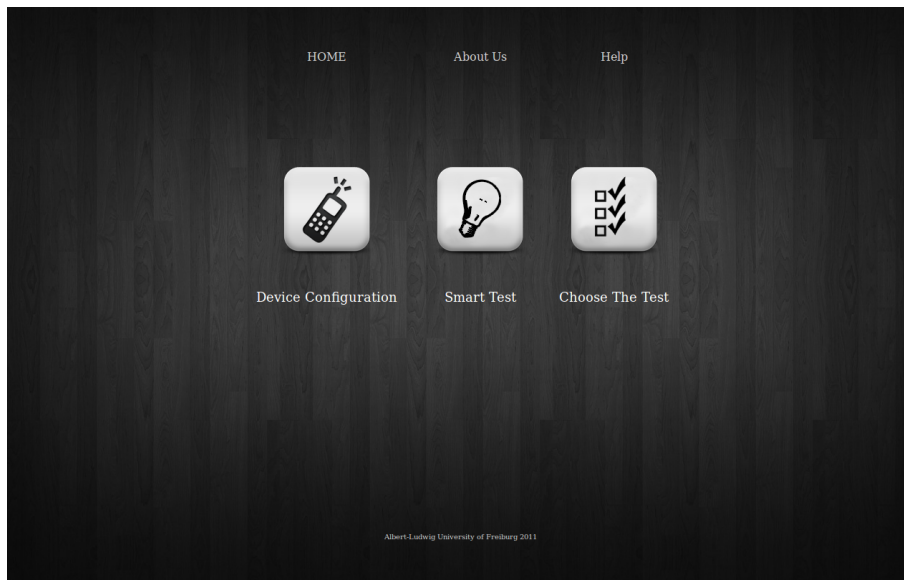 HOME About Us Help
Device Configuration Smart Test Choose The Test
Albert-Ludwig University of Freiburg 2011